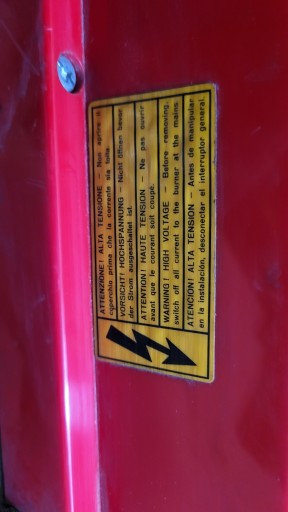 ATTENZIONE! ALTA TENSIONE - Non aprire il
coperchio prima che la corrente sia tolta.
VORSICHT! HOCHSPANNUNG - Nicht öffnen bevor
der Strom ausgeschaltet ist.
ATTENTION! HAUTE TENSION - Ne pas ouvrir
avant que le courant soit coupé.
WARNING! HIGH VOLTAGE - Before removing,
switch off all current to the burner at the mains
ATENCION! ALTA TENSION - Antes de manipular
en la instalación, desconectar el interruptor general.